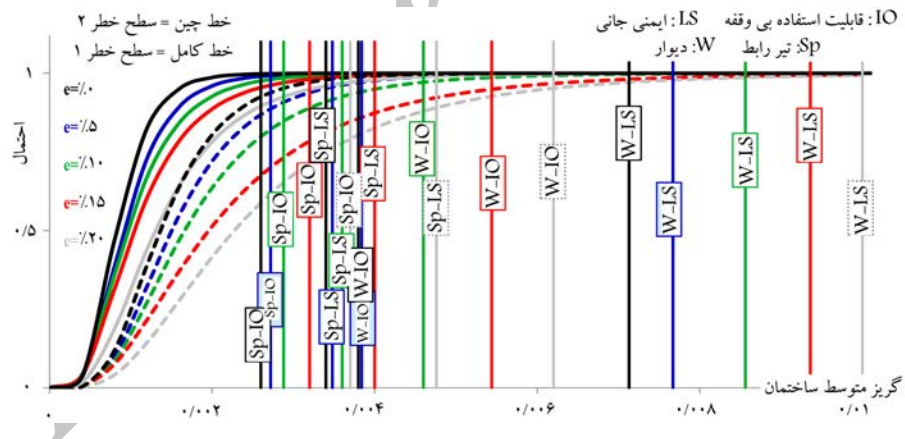 IO: قابلیت استفاده بی وقفه LS: ایمنی جانی
Sp: تیر رابط W: دیوار
خط چین = سطح خطر ۲
خط کامل = سطح خطر ۱
احتمال
۱
۰/۵
۰
e=٪۰
e=٪۵
e=٪۱۰
e=٪۱۵
e=٪۲۰
Sp-IO
Sp-IO
Sp-IO
Sp-IO
Sp-LS
Sp-LS
Sp-LS
Sp-IO
W-IO
W-IO
Sp-LS
W-IO
Sp-LS
W-IO
W-IO
W-LS
W-LS
W-LS
W-LS
W-LS
گریز متوسط ساختمان
۰ ۰/۰۰۲ ۰/۰۰۴ ۰/۰۰۶ ۰/۰۰۸ ۰/۰۱